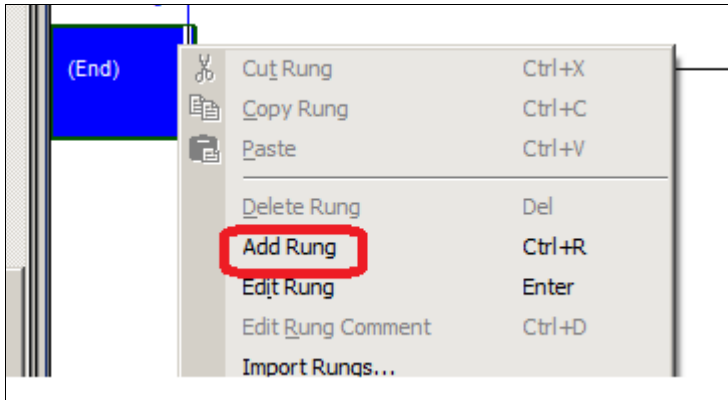 (End)
Cut Rung Ctrl+X
Copy Rung Ctrl+C
Paste Ctrl+V
Delete Rung Del
Add Rung Ctrl+R
Edit Rung Enter
Edit Rung Comment Ctrl+D
Import Rungs...